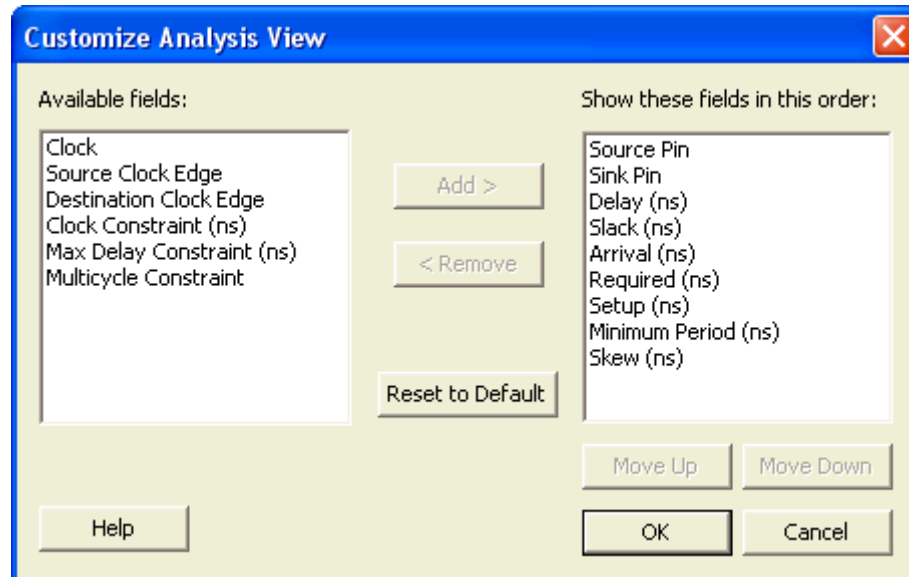 Customize Analysis View
Available fields:
Clock
Source Clock Edge
Destination Clock Edge
Clock Constraint (ns)
Max Delay Constraint (ns)
Multicycle Constraint
Add >
< Remove
Reset to Default
Show these fields in this order:
Source Pin
Sink Pin
Delay (ns)
Slack (ns)
Arrival (ns)
Required (ns)
Setup (ns)
Minimum Period (ns)
Skew (ns)
Move Up
Move Down
Help
OK
Cancel